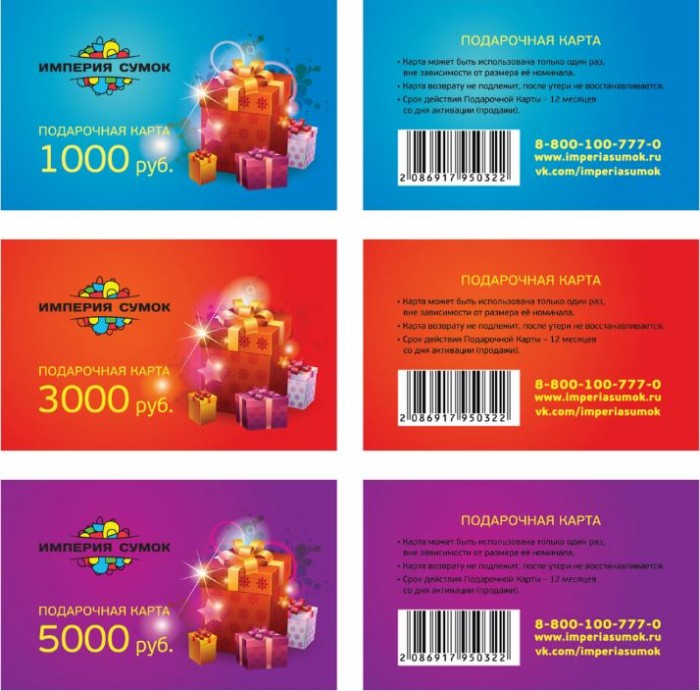 ИМПЕРИЯ СУМОК
ПОДАРОЧНАЯ КАРТА
1000 руб.
ПОДАРОЧНАЯ КАРТА
• Карта может быть использована только один раз,
вне зависимости от размера её номинала.
• Карта возврату не подлежит, после утери не восстанавливается.
• Срок действия Подарочной Карты – 12 месяцев
со дня активации (продажи).
2 086917 950322
8-800-100-777-0
www.imperiasumok.ru
vk.com/imperiasumok
ИМПЕРИЯ СУМОК
ПОДАРОЧНАЯ КАРТА
3000 руб.
ПОДАРОЧНАЯ КАРТА
• Карта может быть использована только один раз,
вне зависимости от размера её номинала.
• Карта возврату не подлежит, после утери не восстанавливается.
• Срок действия Подарочной Карты – 12 месяцев
со дня активации (продажи).
2 086917 950322
8-800-100-777-0
www.imperiasumok.ru
vk.com/imperiasumok
ИМПЕРИЯ СУМОК
ПОДАРОЧНАЯ КАРТА
5000 руб.
ПОДАРОЧНАЯ КАРТА
• Карта может быть использована только один раз,
вне зависимости от размера её номинала.
• Карта возврату не подлежит, после утери не восстанавливается.
• Срок действия Подарочной Карты – 12 месяцев
со дня активации (продажи).
2 086917 950322
8-800-100-777-0
www.imperiasumok.ru
vk.com/imperiasumok